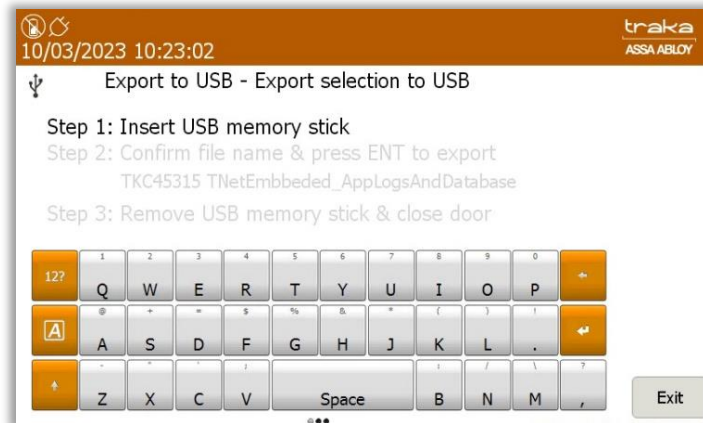 traka
10/03/2023 10:23:02
ASSA ABLOY
Export to USB - Export selection to USB
Step 1: Insert USB memory stick
Step 2: Confirm file name & press ENT to export
TKC45315 TNetEmbbeded_AppLogsAndDatabase
Step 3: Remove USB memory stick & close door
1 2 3 4 5 6 7 8 9 0
12? Q W E R T Y U I O P
@ + = $ % & * ( ) !
A A S D F G H J K L .
- " ' ; : / \ ?
Z X C V Space B N M ,
Exit